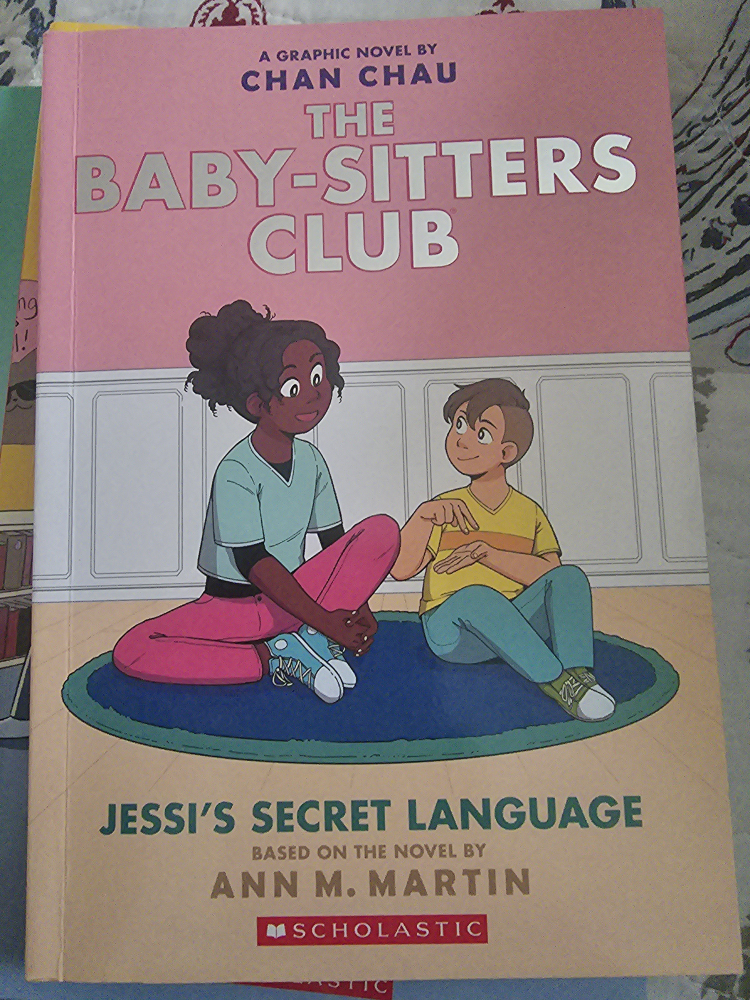 A GRAPHIC NOVEL BY
CHAN CHAU
THE
BABY-SITTERS
CLUB
JESSI'S SECRET LANGUAGE
BASED ON THE NOVEL BY
ANN M. MARTIN
SCHOLASTIC